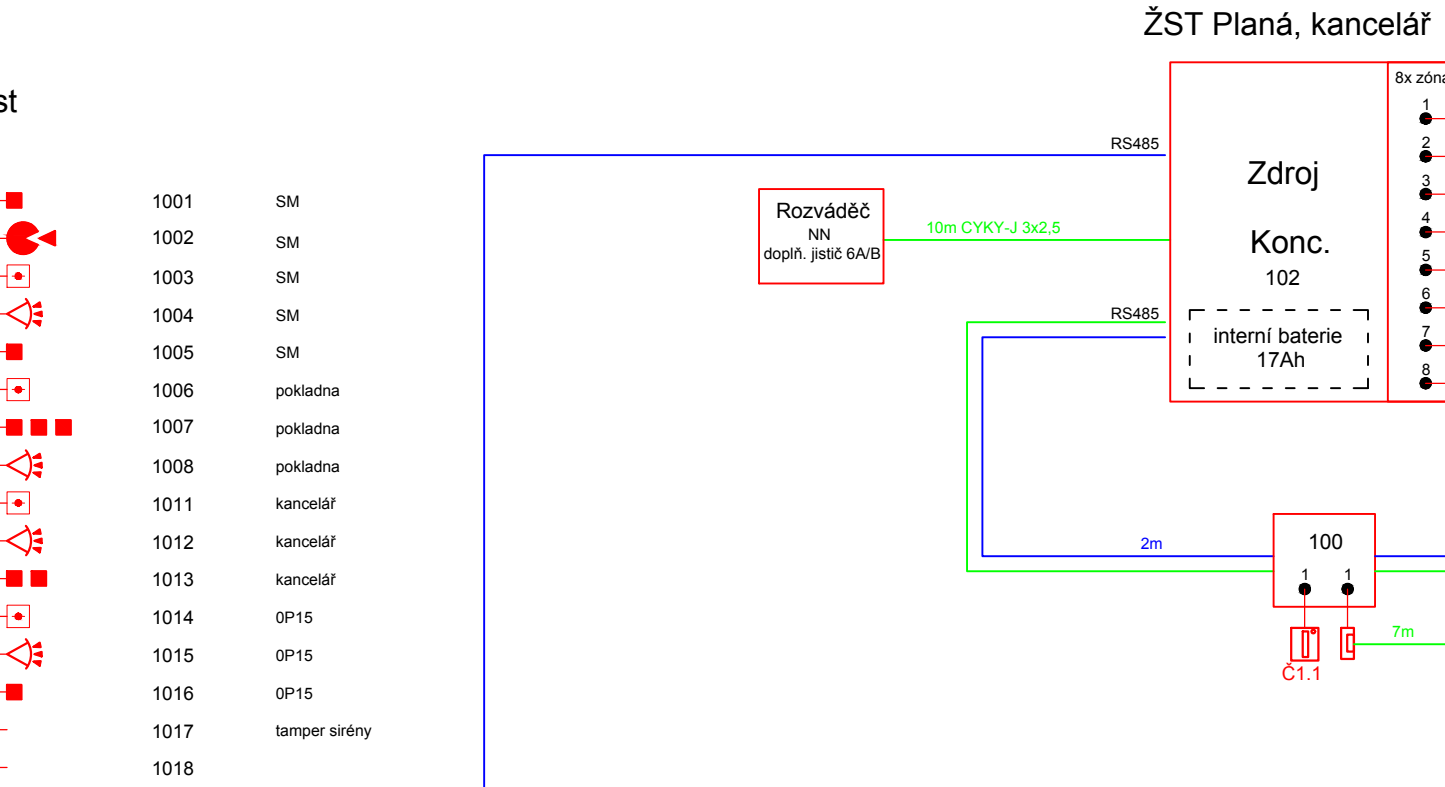 ŽST Planá, kancelář
st
8x zóna
1
2
3
4
5
6
7
8
RS485
Zdroj
Konc.
102
interní baterie
17Ah
Rozváděč
NN
doplň. jistič 6A/B
10m CYKY-J 3x2,5
RS485
1001 SM
1002 SM
1003 SM
1004 SM
1005 SM
1006 pokladna
1007 pokladna
1008 pokladna
1011 kancelář
1012 kancelář
1013 kancelář
1014 0P15
1015 0P15
1016 0P15
1017 tamper sirény
1018
2m
100
1 1
7m
Č1.1